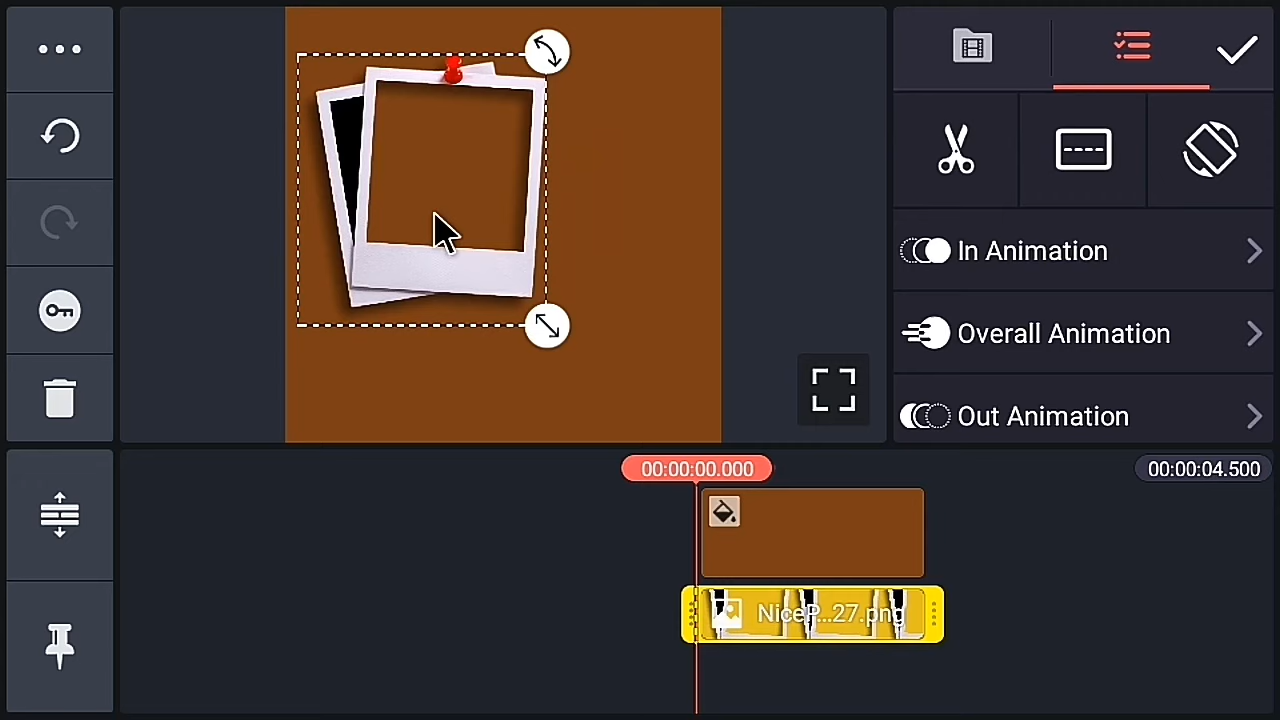 In Animation
Overall Animation
Out Animation
00:00:00.000
00:00:04.500
NiceP...27.png